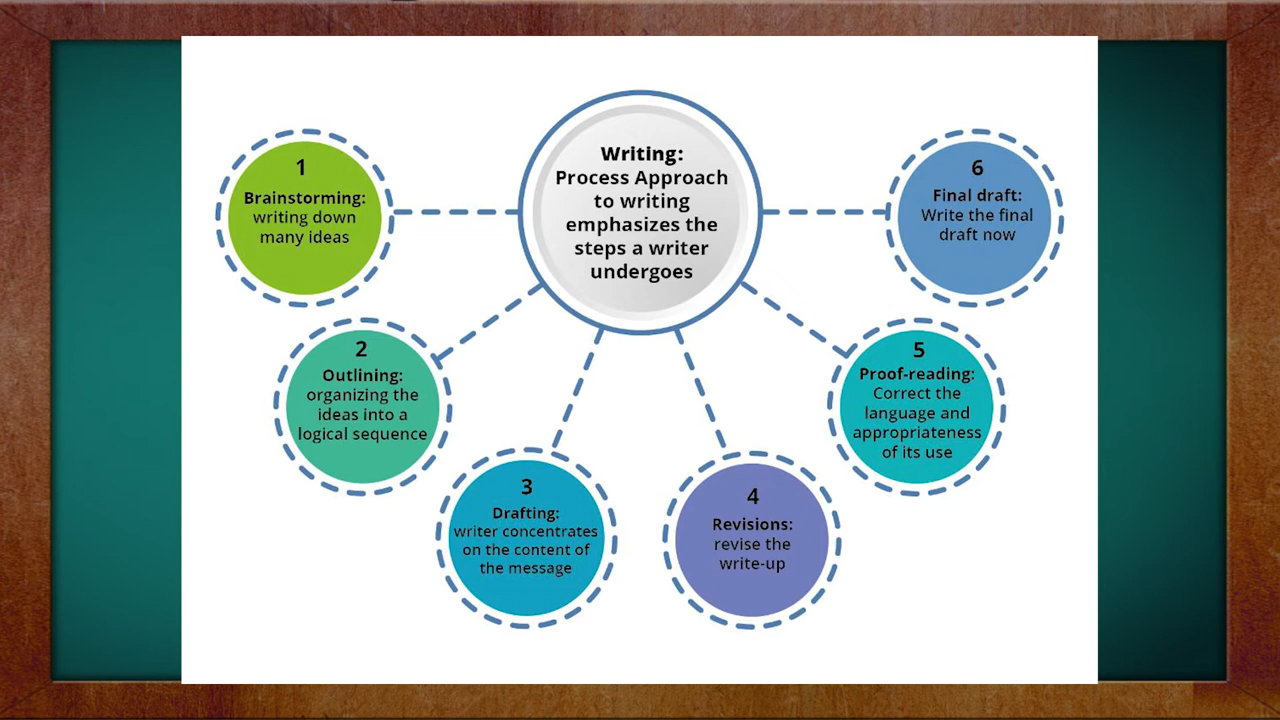 Writing:
Process Approach
to writing
emphasizes the
steps a writer
undergoes
1
Brainstorming:
writing down
many ideas
2
Outlining:
organizing the
ideas into a
logical sequence
3
Drafting:
writer concentrates
on the content of
the message
4
Revisions:
revise the
write-up
5
Proof-reading:
Correct the
language and
appropriateness
of its use
6
Final draft:
Write the final
draft now